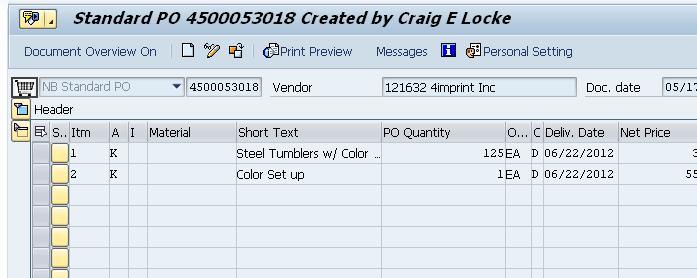 Standard PO 4500053018 Created by Craig E Locke
Document Overview On Print Preview Messages Personal Setting
NB Standard PO 4500053018 Vendor 121632 4imprint Inc Doc. date 05/17
Header
S.. Itm A I Material Short Text PO Quantity O... C Deliv. Date Net Price
1 K Steel Tumblers w/ Color ... 125 EA D 06/22/2012 3
2 K Color Set up 1 EA D 06/22/2012 55